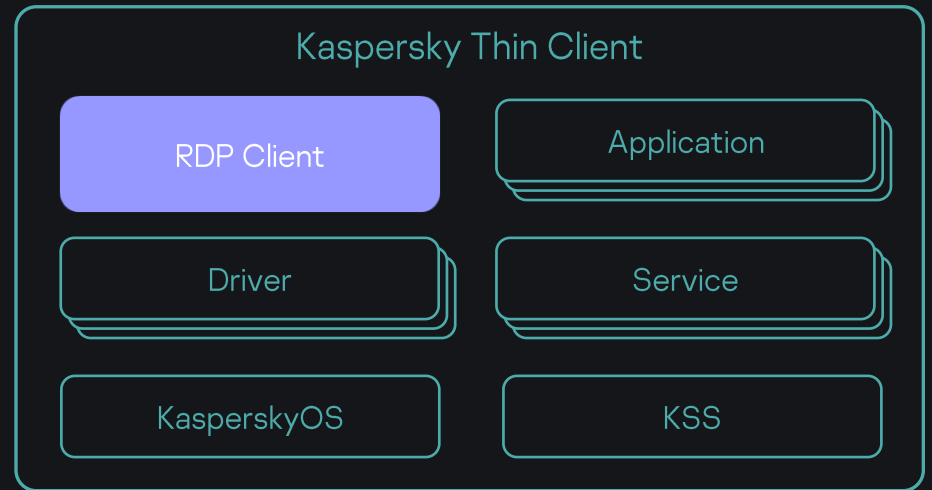 Kaspersky Thin Client
RDP Client
Application
Driver
Service
KasperskyOS
KSS